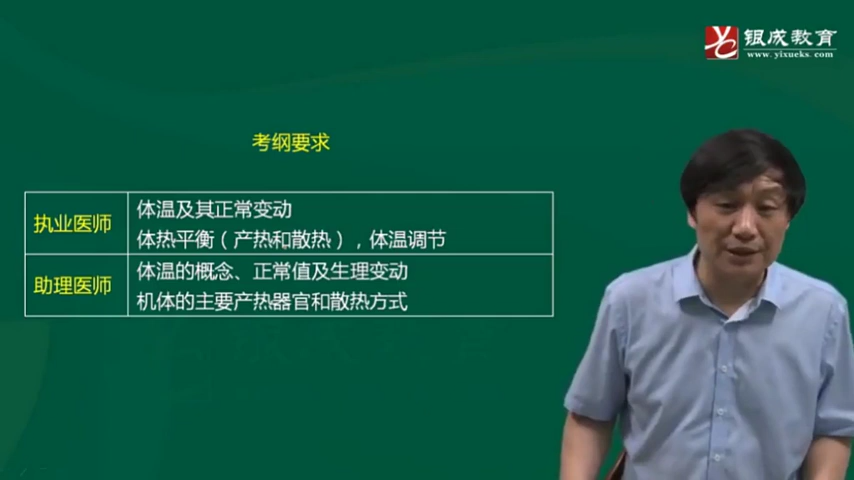 银成教育
www.yixueks.com
考纲要求
执业医师
体温及其正常变动
体热平衡（产热和散热），体温调节
助理医师
体温的概念、正常值及生理变动
机体的主要产热器官和散热方式